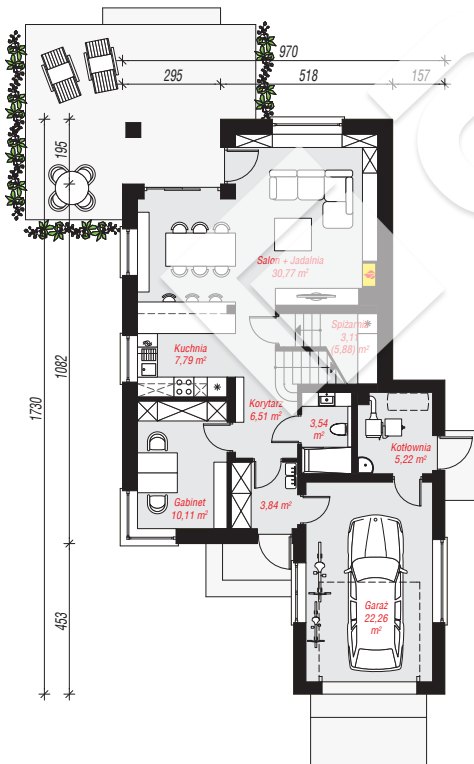 970
295
518
157
195
Salon + Jadalnia
30,77 m²
Spiżarnia
3,11
(5,88) m²
Kuchnia
7,79 m²
1082
1730
Korytarz
6,51 m²
3,54
m²
Kotłownia
5,22 m²
Gabinet
10,11 m²
3,84 m²
453
Garaż
22,26
m²